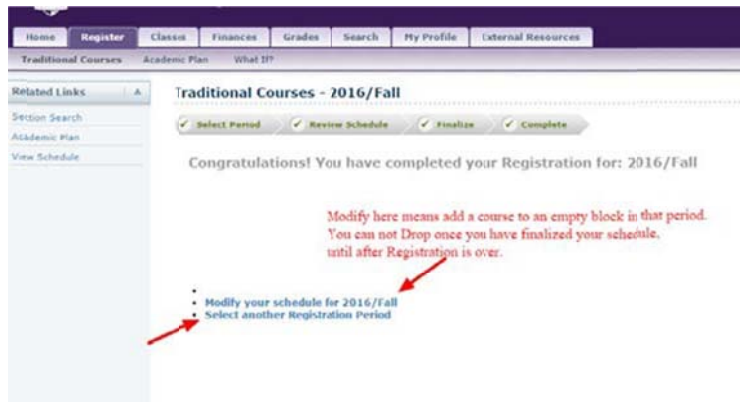 Home Register Classes Finances Grades Search My Profile External Resources
Traditional Courses Academic Plan What If?
Related Links
Traditional Courses - 2016/Fall
Section Search
Select Period Review Schedule Finalize Complete
Academic Plan
View Schedule
Congratulations! You have completed your Registration for: 2016/Fall
Modify here means add a course to an empty block in that period.
You can not Drop once you have finalized your schedule,
until after Registration is over.
Modify your schedule for 2016/Fall
Select another Registration Period